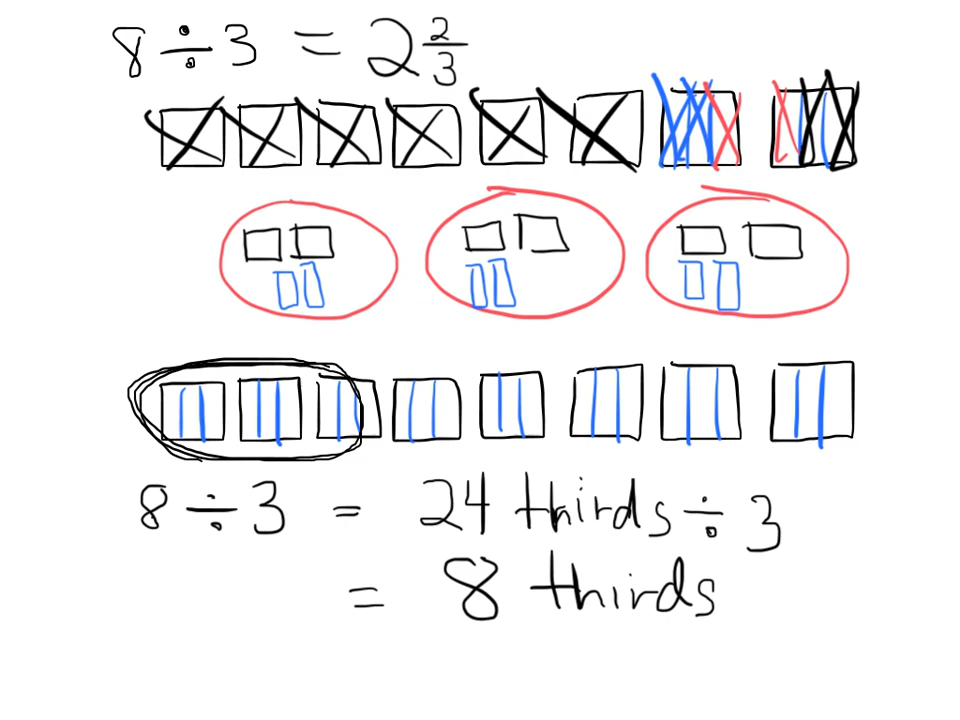 8 ÷ 3 = 2 2/3
8 ÷ 3 = 24 thirds ÷ 3
= 8 thirds